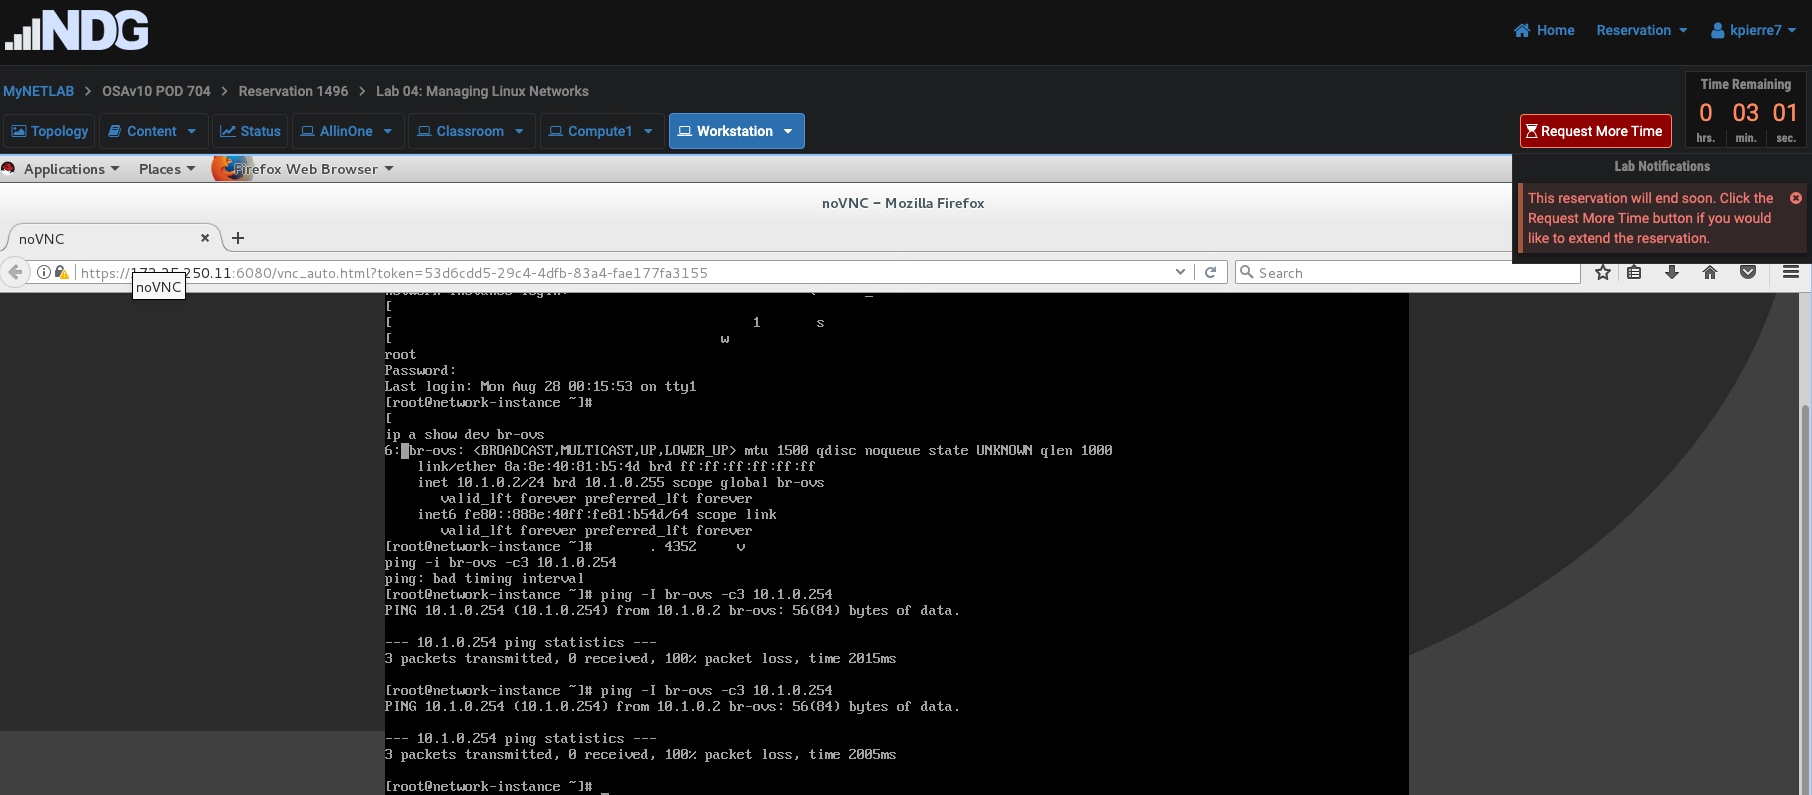 NDG
Home Reservation kpierre7
MyNETLAB > OSAv10 POD 704 > Reservation 1496 > Lab 04: Managing Linux Networks
Time Remaining
0 03 01
hrs. min. sec.
Topology Content Status AllinOne Classroom Compute1 Workstation
Request More Time
Lab Notifications
This reservation will end soon. Click the
Request More Time button if you would
like to extend the reservation.
Applications Places Firefox Web Browser
noVNC - Mozilla Firefox
noVNC
https://172.25.250.11:6080/vnc_auto.html?token=53d6cdd5-29c4-4dfb-83a4-fae177fa3155
Search
noVNC
[
[ 1 s
[ w
root
Password:
Last login: Mon Aug 28 00:15:53 on tty1
[root@network-instance ~]#
[
ip a show dev br-ovs
6: br-ovs: <BROADCAST,MULTICAST,UP,LOWER_UP> mtu 1500 qdisc noqueue state UNKNOWN qlen 1000
link/ether 8a:8e:40:81:b5:4d brd ff:ff:ff:ff:ff:ff
inet 10.1.0.2/24 brd 10.1.0.255 scope global br-ovs
valid_lft forever preferred_lft forever
inet6 fe80::888e:40ff:fe81:b54d/64 scope link
valid_lft forever preferred_lft forever
[root@network-instance ~]# . 4352 v
ping -i br-ovs -c3 10.1.0.254
ping: bad timing interval
[root@network-instance ~]# ping -I br-ovs -c3 10.1.0.254
PING 10.1.0.254 (10.1.0.254) from 10.1.0.2 br-ovs: 56(84) bytes of data.
--- 10.1.0.254 ping statistics ---
3 packets transmitted, 0 received, 100% packet loss, time 2015ms
[root@network-instance ~]# ping -I br-ovs -c3 10.1.0.254
PING 10.1.0.254 (10.1.0.254) from 10.1.0.2 br-ovs: 56(84) bytes of data.
--- 10.1.0.254 ping statistics ---
3 packets transmitted, 0 received, 100% packet loss, time 2005ms
[root@network-instance ~]# _